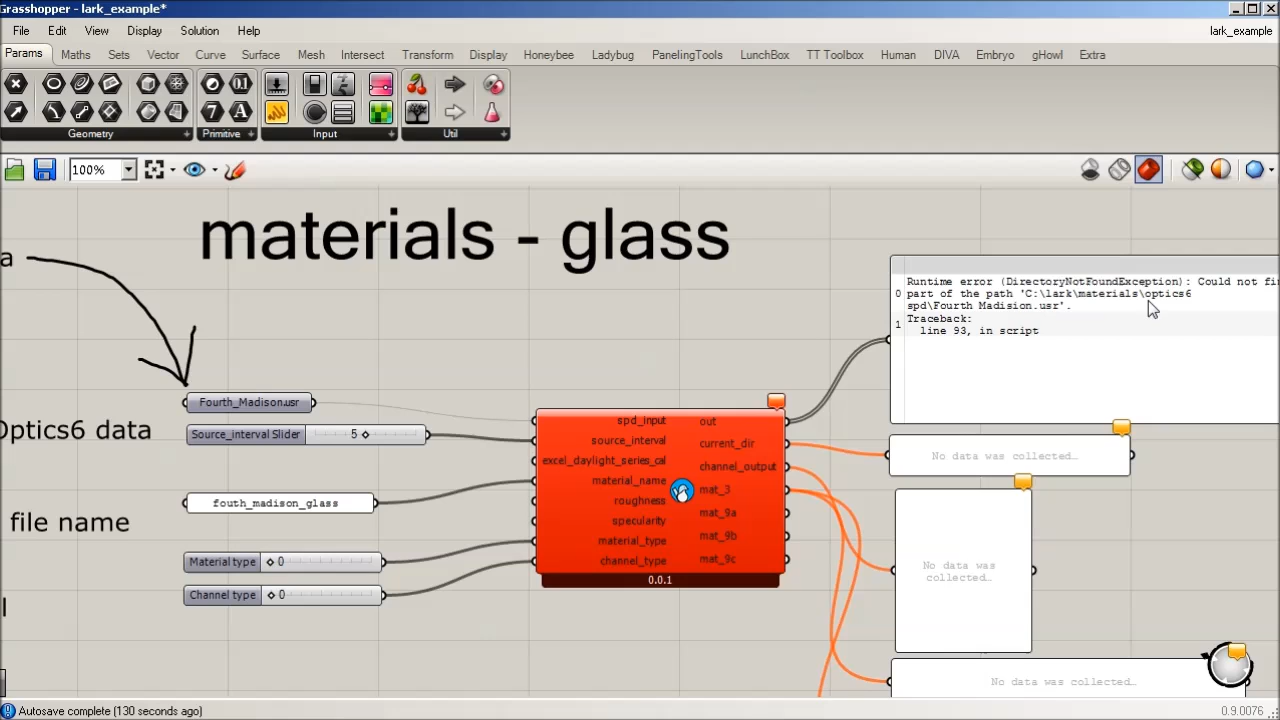 Grasshopper - lark_example*
File Edit View Display Solution Help
lark_example
Params Maths Sets Vector Curve Surface Mesh Intersect Transform Display Honeybee Ladybug PanelingTools LunchBox TT Toolbox Human DIVA Embryo gHowl Extra
Geometry Primitive Input Util
100%
materials - glass
a
Runtime error (DirectoryNotFoundException): Could not fi
0 part of the path 'C:\lark\materials\optics6
spd\Fourth Madision.usr'.
1 Traceback:
line 93, in script
Fourth_Madison.usr
Optics6 data
Source_interval Slider 5
spd_input
source_interval
excel_daylight_series_cal
material_name
roughness
specularity
material_type
channel_type
out
current_dir
channel_output
mat_3
mat_9a
mat_9b
mat_9c
0.0.1
No data was collected…
fouth_madison_glass
file name
Material type 0
Channel type 0
No data was
collected…
No data was collected…
Autosave complete (130 seconds ago)
0.9.0076